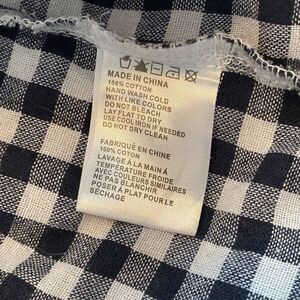 MADE IN CHINA
100% COTTON
HAND WASH COLD
WITH LIKE COLORS
DO NOT BLEACH
LAY FLAT TO DRY
USE COOL IRON IF NEEDED
DO NOT DRY CLEAN
FABRIQUÉ EN CHINE
100% COTON
LAVAGE À LA MAIN À
TEMPÉRATURE FROIDE
AVEC COULEURS SIMILAIRES
NE PAS BLANCHIR
POSER À PLAT POUR LE
SÉCHAGE